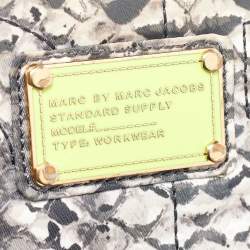 MARC BY MARC JACOBS
STANDARD SUPPLY
MODEL#
TYPE: WORKWEAR